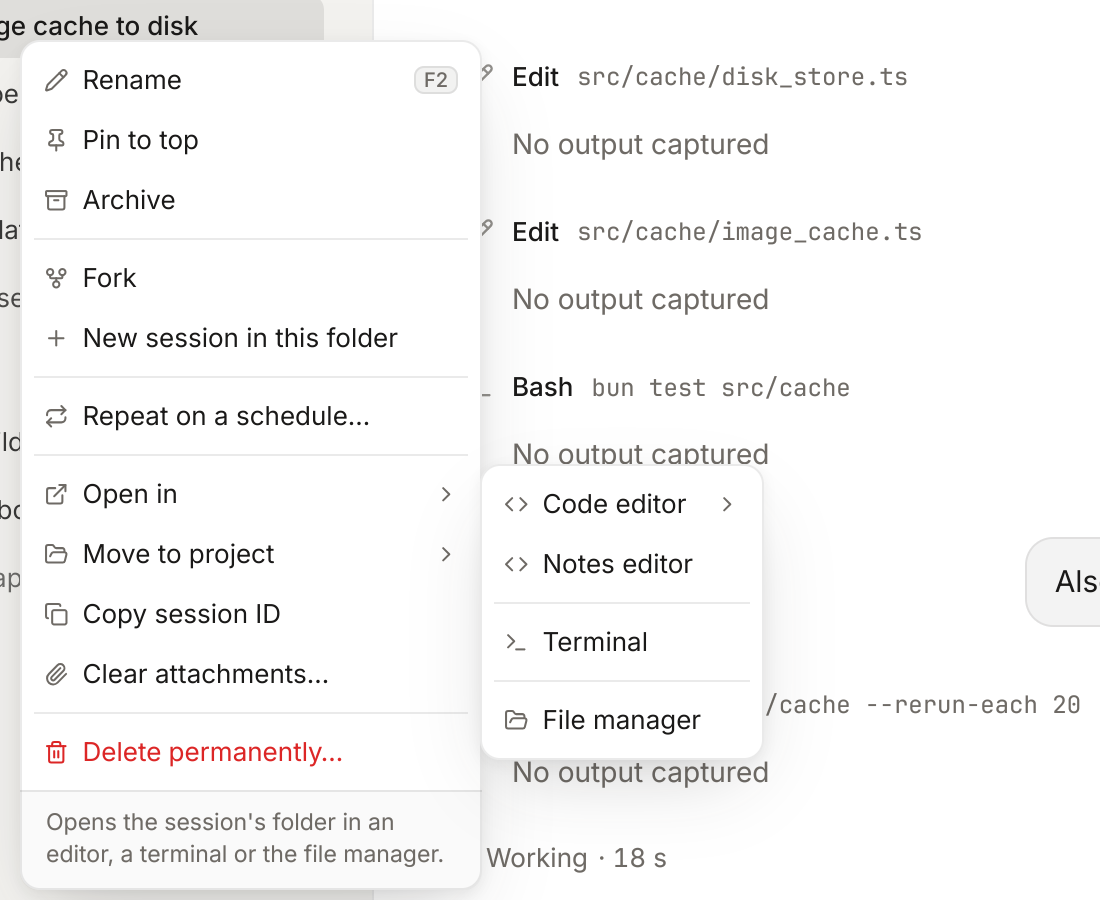 ge cache to disk
Rename F2
Pin to top
Archive
Fork
New session in this folder
Repeat on a schedule...
Open in
Move to project
Copy session ID
Clear attachments...
Delete permanently...
Opens the session's folder in an
editor, a terminal or the file manager.
Code editor
Notes editor
Terminal
File manager
Edit src/cache/disk_store.ts
No output captured
Edit src/cache/image_cache.ts
No output captured
Bash bun test src/cache
No output captured
Als
/cache --rerun-each 20
No output captured
Working · 18 s